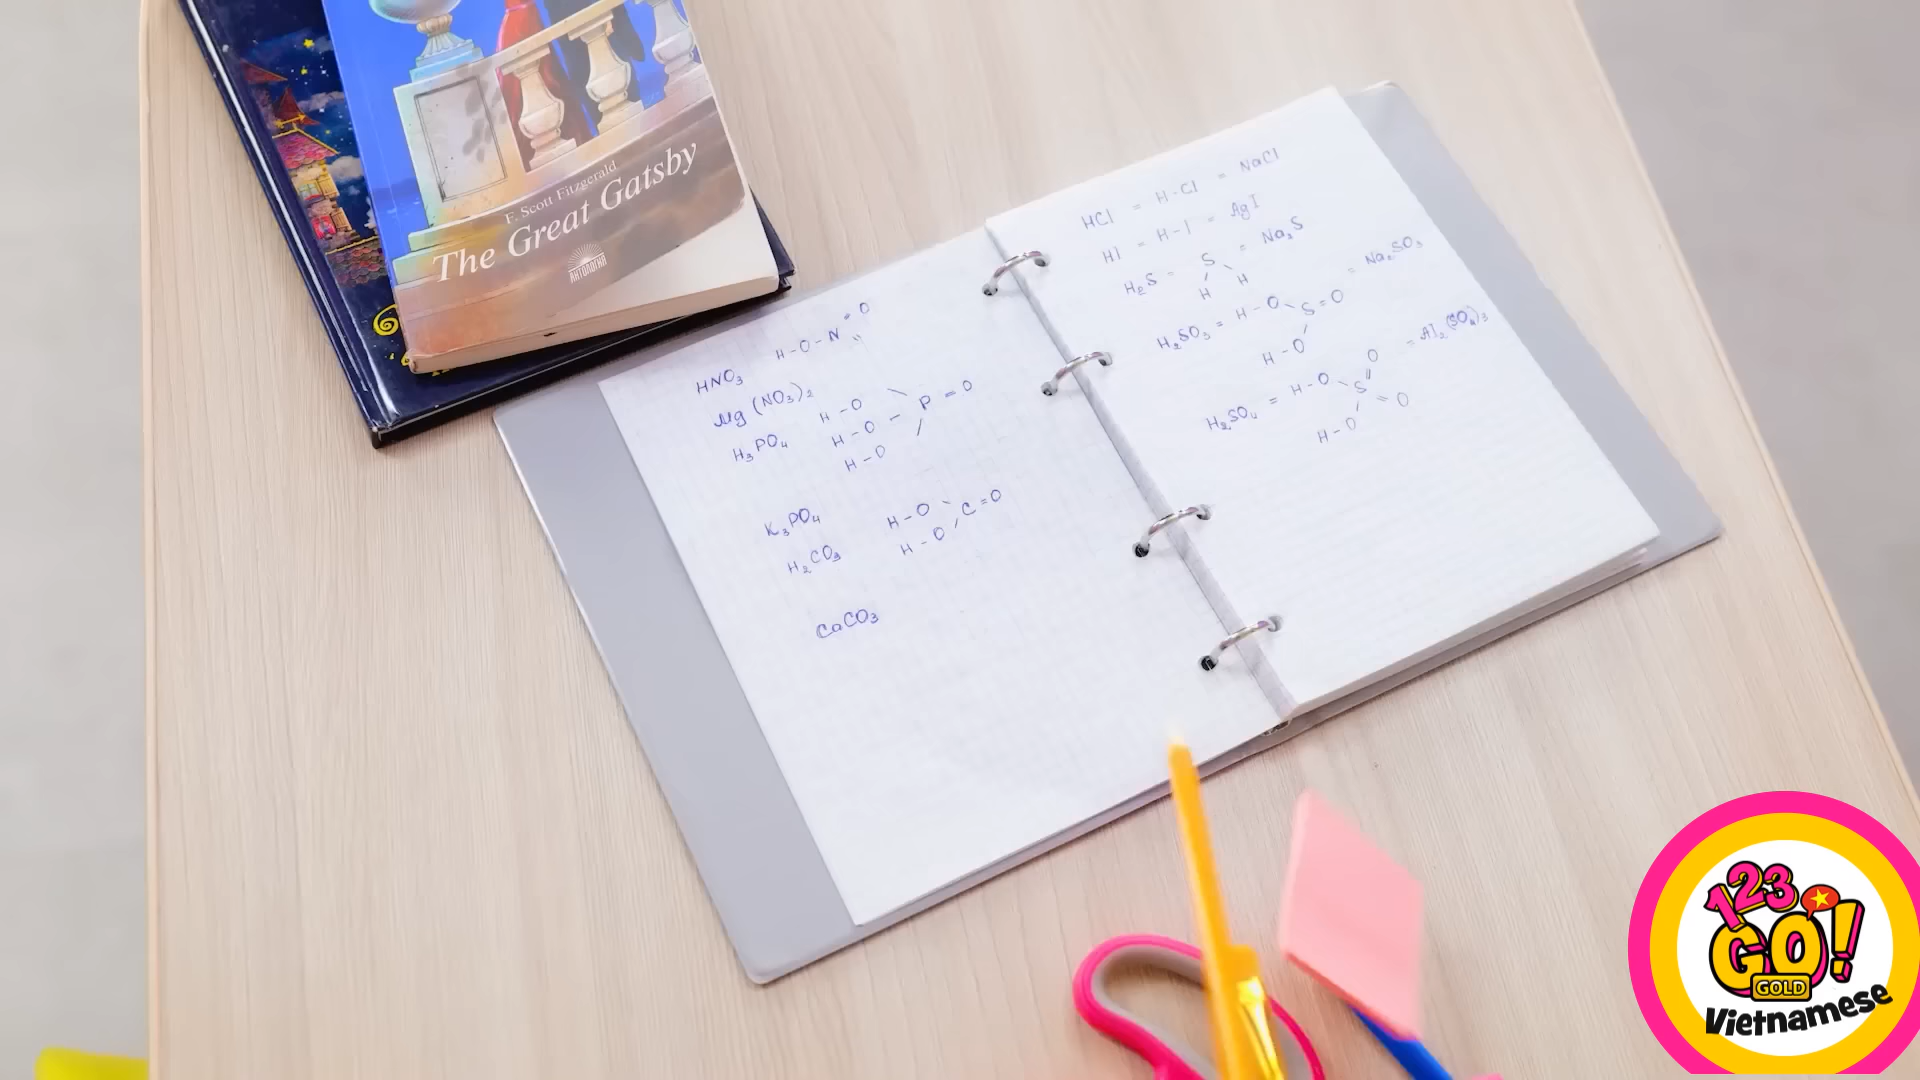 F. Scott Fitzgerald
The Great Gatsby
АНТОЛОГІЯ
HNO₃ H-O-N=O
Mg(NO₃)₂
H₃PO₄ H-O
H-O-P=O
H-O
K₃PO₄ H-O
H₂CO₃ H-O C=O
CaCO₃
HCl = H-Cl = NaCl
HI = H-I = AgI
H₂S = S = Na₂S
H H
H₂SO₃ = H-O S=O = Na₂SO₃
H-O
H₂SO₄ = H-O S O = Al₂(SO₄)₃
O
H-O
123
GO!
GOLD
Vietnamese